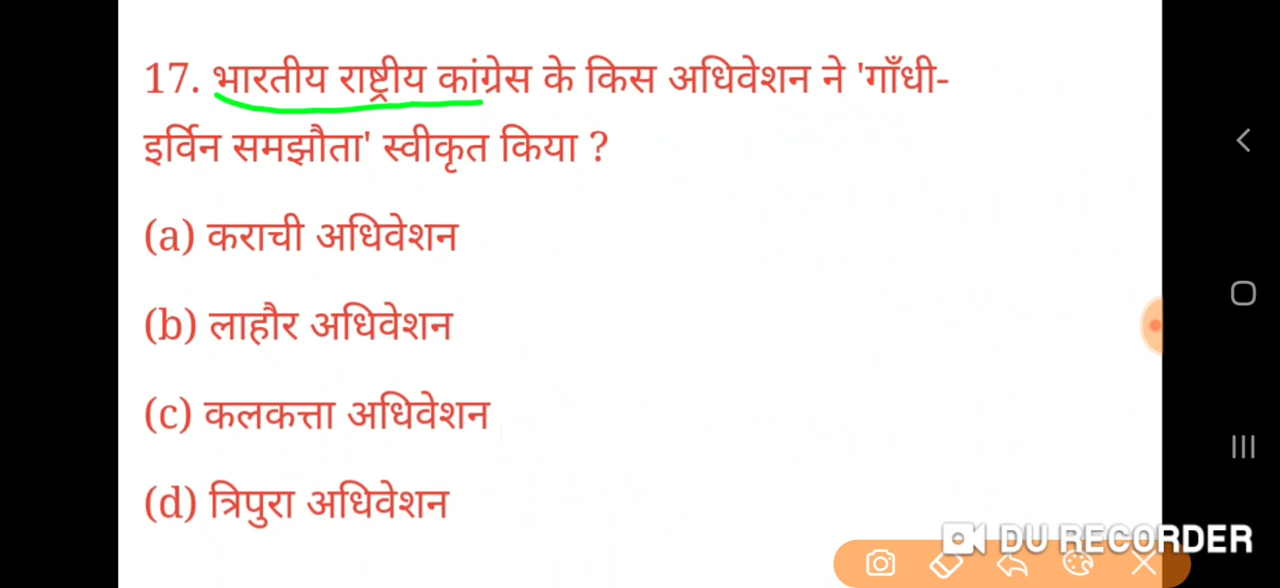 17. भारतीय राष्ट्रीय कांग्रेस के किस अधिवेशन ने 'गाँधी-
इर्विन समझौता' स्वीकृत किया ?
(a) कराची अधिवेशन
(b) लाहौर अधिवेशन
(c) कलकत्ता अधिवेशन
(d) त्रिपुरा अधिवेशन
DU RECORDER